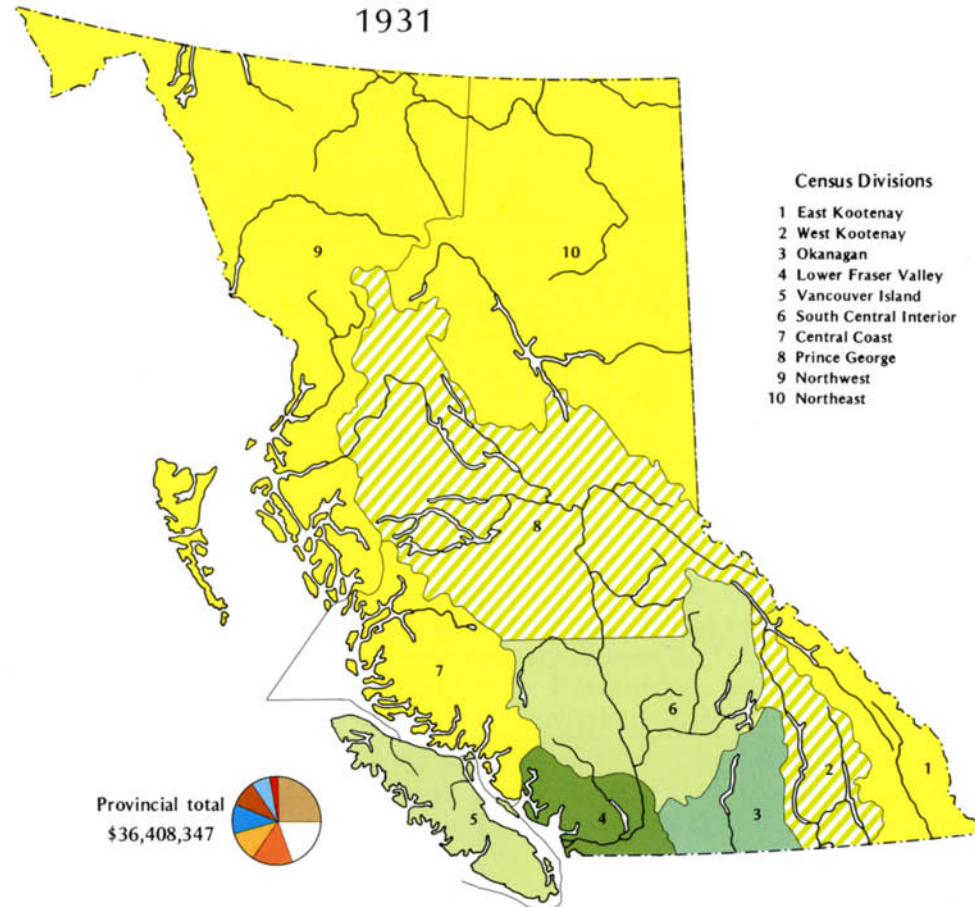 1931
Census Divisions
1 East Kootenay
2 West Kootenay
3 Okanagan
4 Lower Fraser Valley
5 Vancouver Island
6 South Central Interior
7 Central Coast
8 Prince George
9 Northwest
10 Northeast
9
10
8
7
6
5
4
3
2
1
Provincial total
$36,408,347